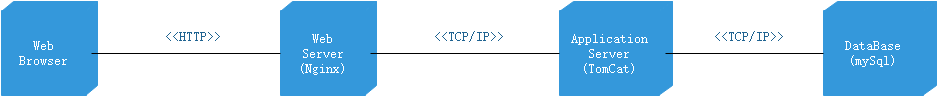 Web
Browser
<<HTTP>>
Web
Server
(Nginx)
<<TCP/IP>>
Application
Server
(TomCat)
<<TCP/IP>>
DataBase
(mySql)